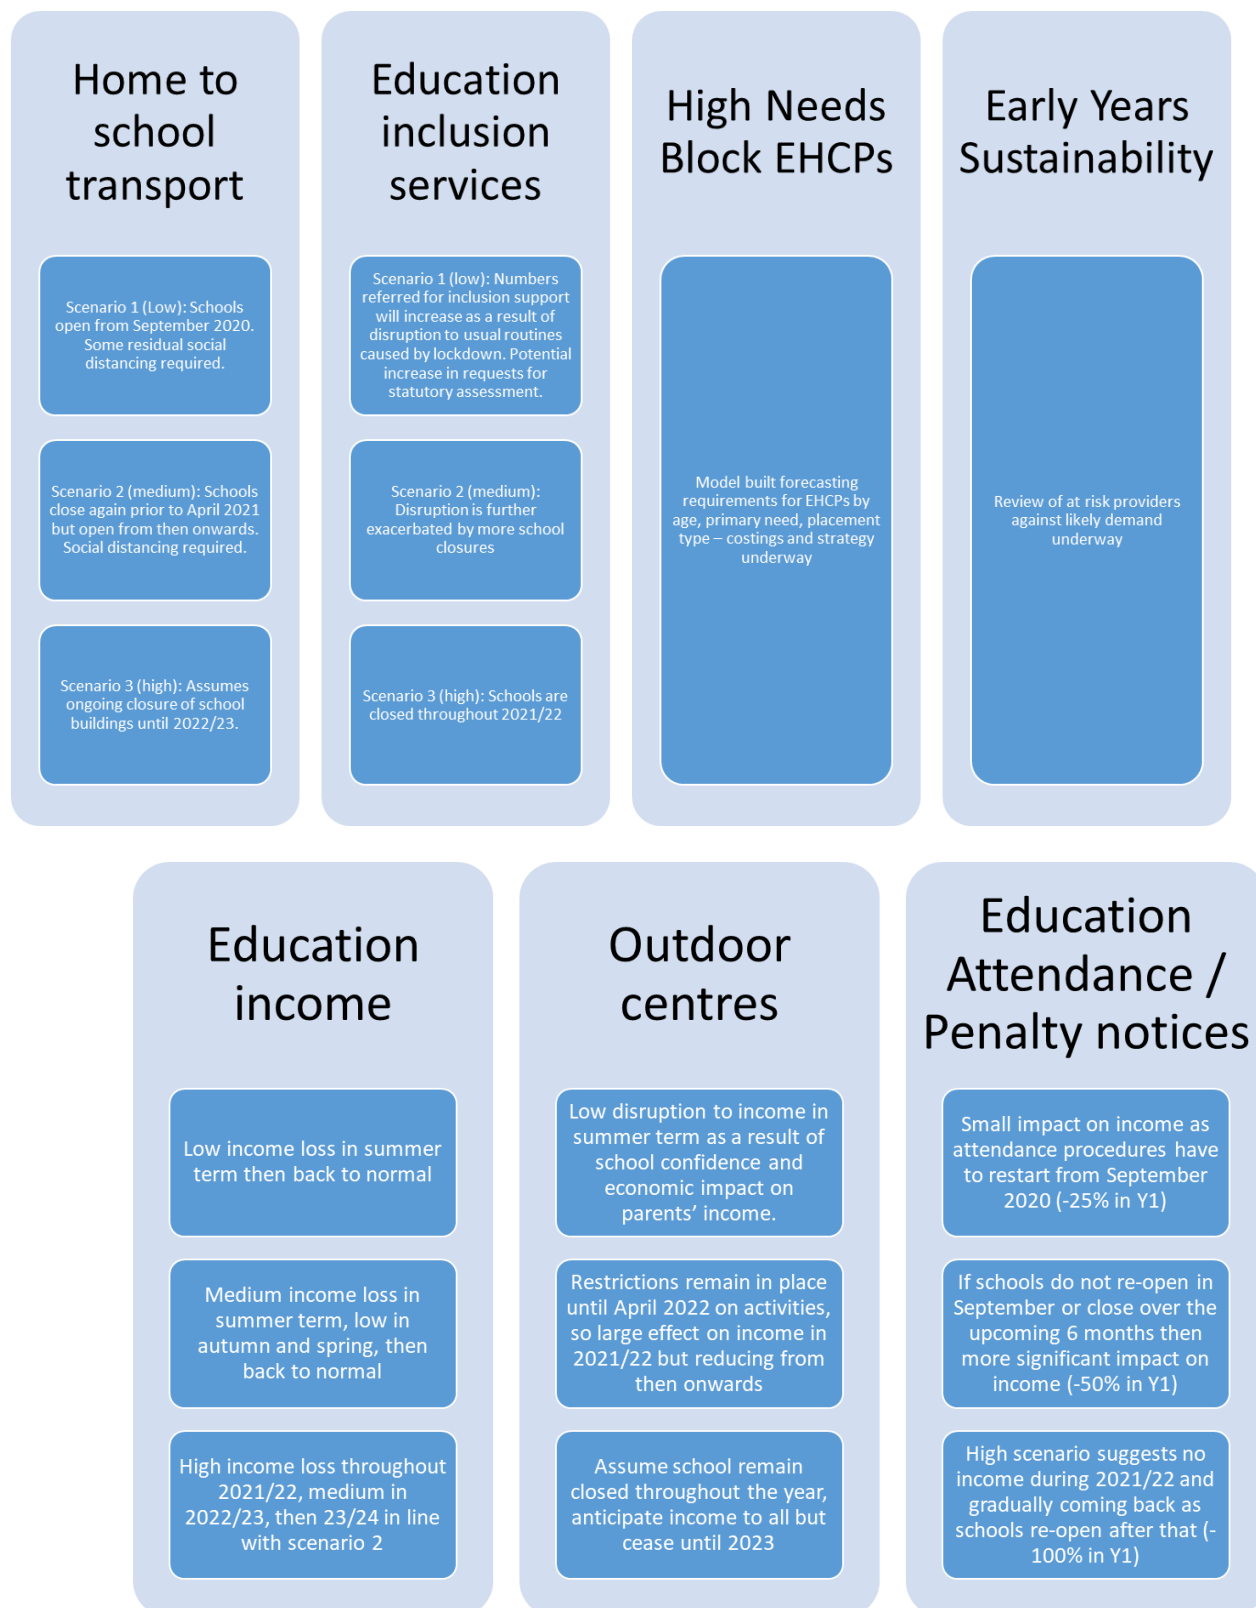 Home to
school
transport
Scenario 1 (Low): Schools
open from September 2020.
Some residual social
distancing required.
Scenario 2 (medium): Schools
close again prior to April 2021
but open from then onwards.
Social distancing required.
Scenario 3 (high): Assumes
ongoing closure of school
buildings until 2022/23.
Education
inclusion
services
Scenario 1 (low): Numbers
referred for inclusion support
will increase as a result of
disruption to usual routines
caused by lockdown. Potential
increase in requests for
statutory assessment.
Scenario 2 (medium):
Disruption is further
exacerbated by more school
closures
Scenario 3 (high): Schools are
closed throughout 2021/22
High Needs
Block EHCPs
Model built forecasting
requirements for EHCPs by
age, primary need, placement
type – costings and strategy
underway
Early Years
Sustainability
Review of at risk providers
against likely demand
underway
Education
income
Low income loss in summer
term then back to normal
Medium income loss in
summer term, low in
autumn and spring, then
back to normal
High income loss throughout
2021/22, medium in
2022/23, then 23/24 in line
with scenario 2
Outdoor
centres
Low disruption to income in
summer term as a result of
school confidence and
economic impact on
parents’ income.
Restrictions remain in place
until April 2022 on activities,
so large effect on income in
2021/22 but reducing from
then onwards
Assume school remain
closed throughout the year,
anticipate income to all but
cease until 2023
Education
Attendance /
Penalty notices
Small impact on income as
attendance procedures have
to restart from September
2020 (-25% in Y1)
If schools do not re-open in
September or close over the
upcoming 6 months then
more significant impact on
income (-50% in Y1)
High scenario suggests no
income during 2021/22 and
gradually coming back as
schools re-open after that (-
100% in Y1)